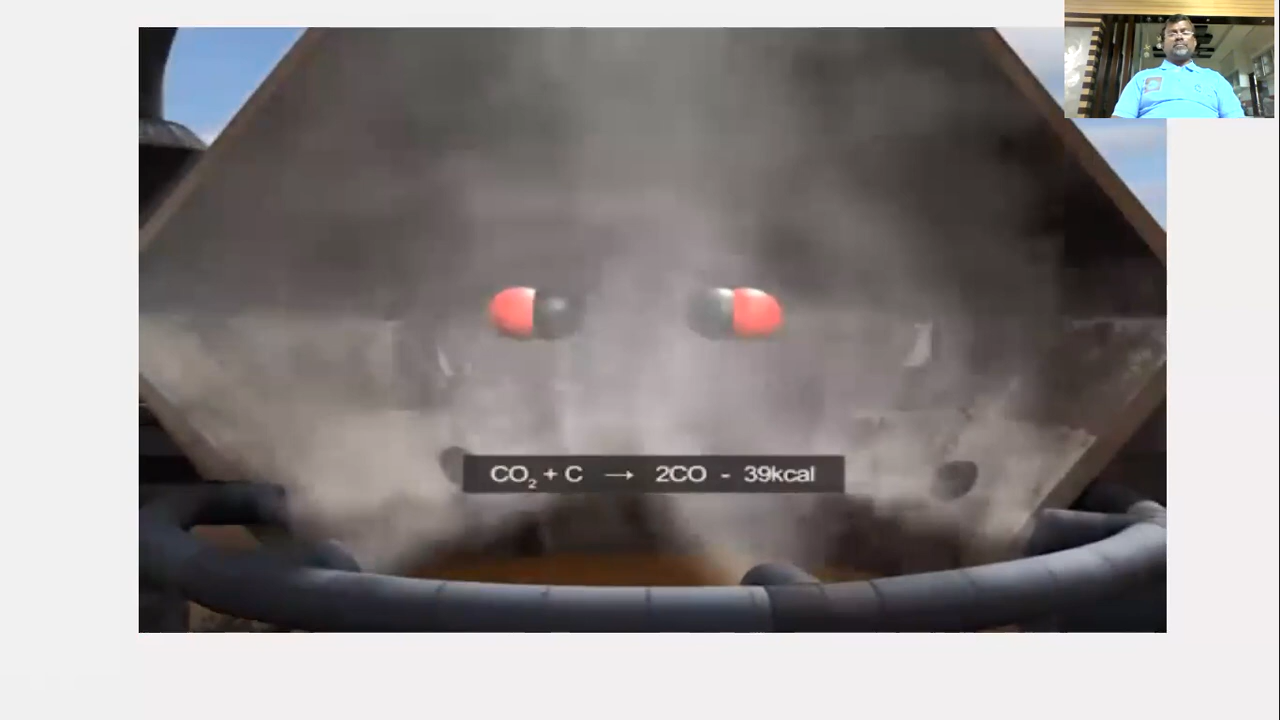 CO₂ + C → 2CO - 39kcal